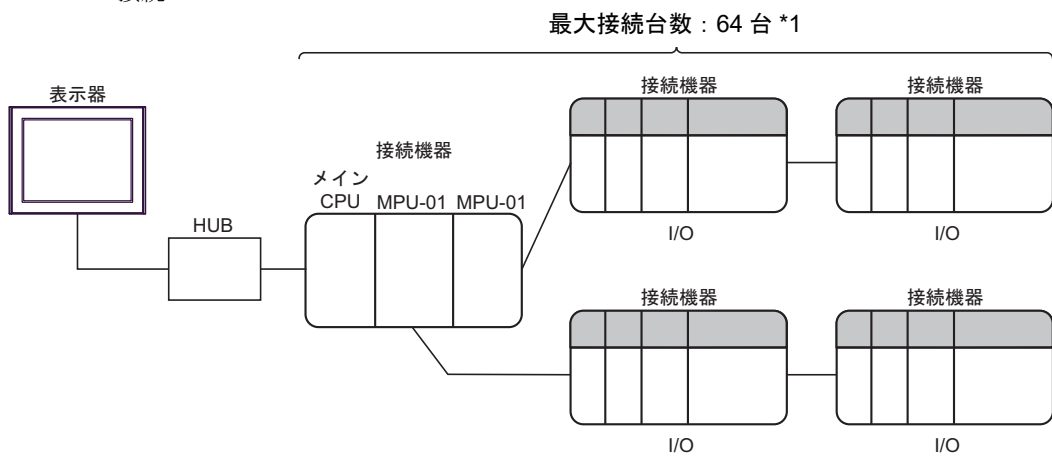 最大接続台数：64 台 *1
表示器
接続機器
接続機器
接続機器
メイン
CPU MPU-01 MPU-01
HUB
I/O
I/O
接続機器
接続機器
I/O
I/O